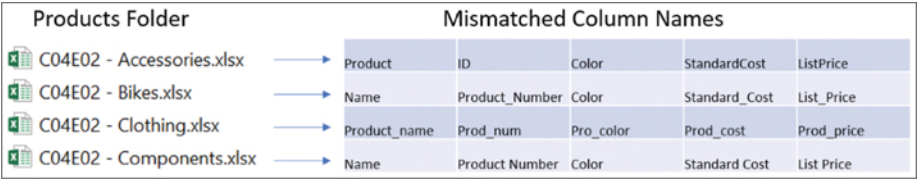 Products Folder Mismatched Column Names
C04E02 - Accessories.xlsx Product ID Color StandardCost ListPrice
C04E02 - Bikes.xlsx Name Product_Number Color Standard_Cost List_Price
C04E02 - Clothing.xlsx Product_name Prod_num Pro_color Prod_cost Prod_price
C04E02 - Components.xlsx Name Product Number Color Standard Cost List Price